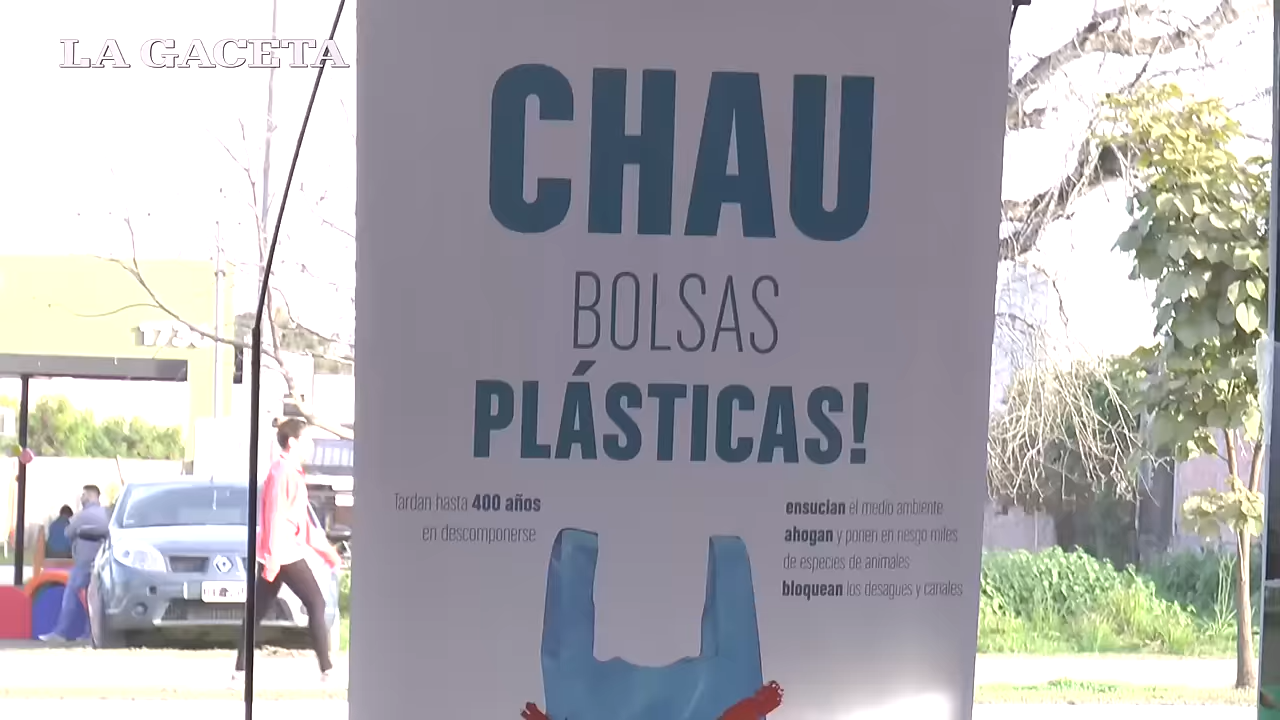 LA GACETA
CHAU
BOLSAS
PLÁSTICAS!
Tardan hasta 400 años
en descomponerse
ensucian el medio ambiente
ahogan y ponen en riesgo miles
de especies de animales
bloquean los desagues y canales